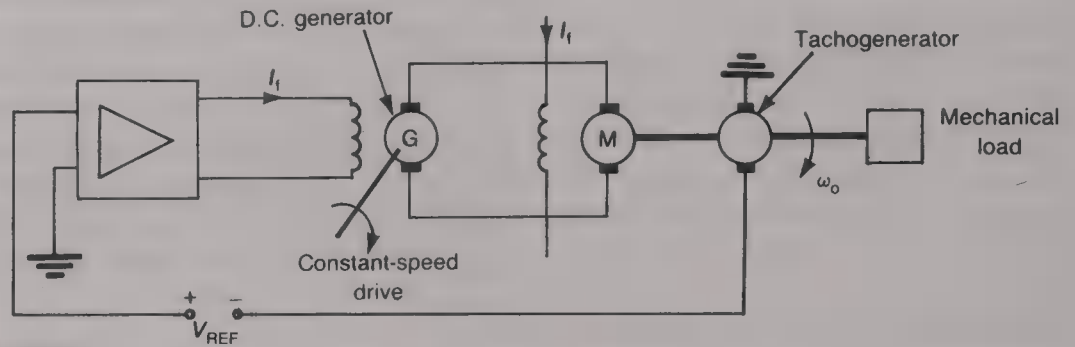 D.C. generator
I_f
I_f
Tachogenerator
G
M
Mechanical
load
ω_o
Constant-speed
drive
+ −
V_REF